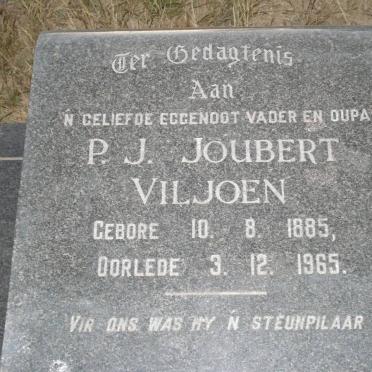 Ter Gedagtenis
Aan
'N GELIEFDE EGGENOOT VADER EN OUPA
P. J. JOUBERT
VILJOEN
GEBORE 10. 8. 1885,
OORLEDE 3. 12. 1965.
VIR ONS WAS HY 'N STEUNPILAAR